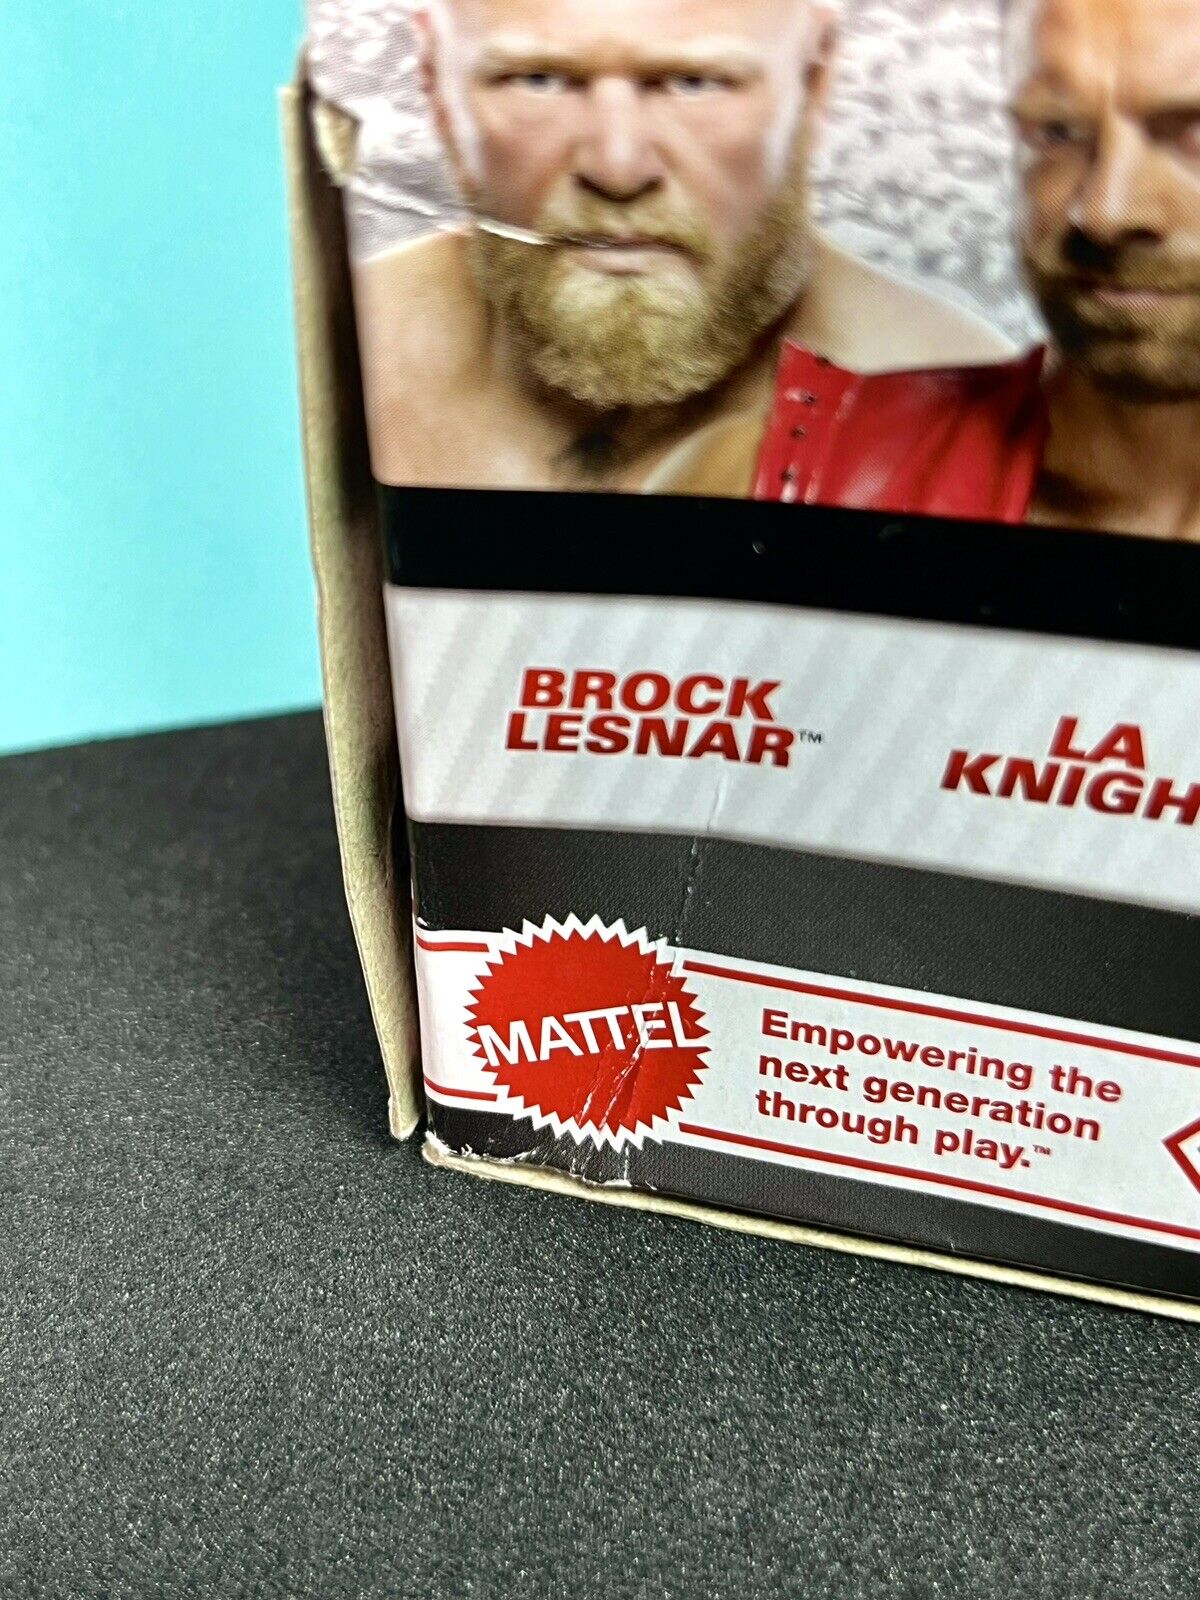 BROCK
LESNAR™
LA
KNIGH
MATTEL
Empowering the
next generation
through play.™